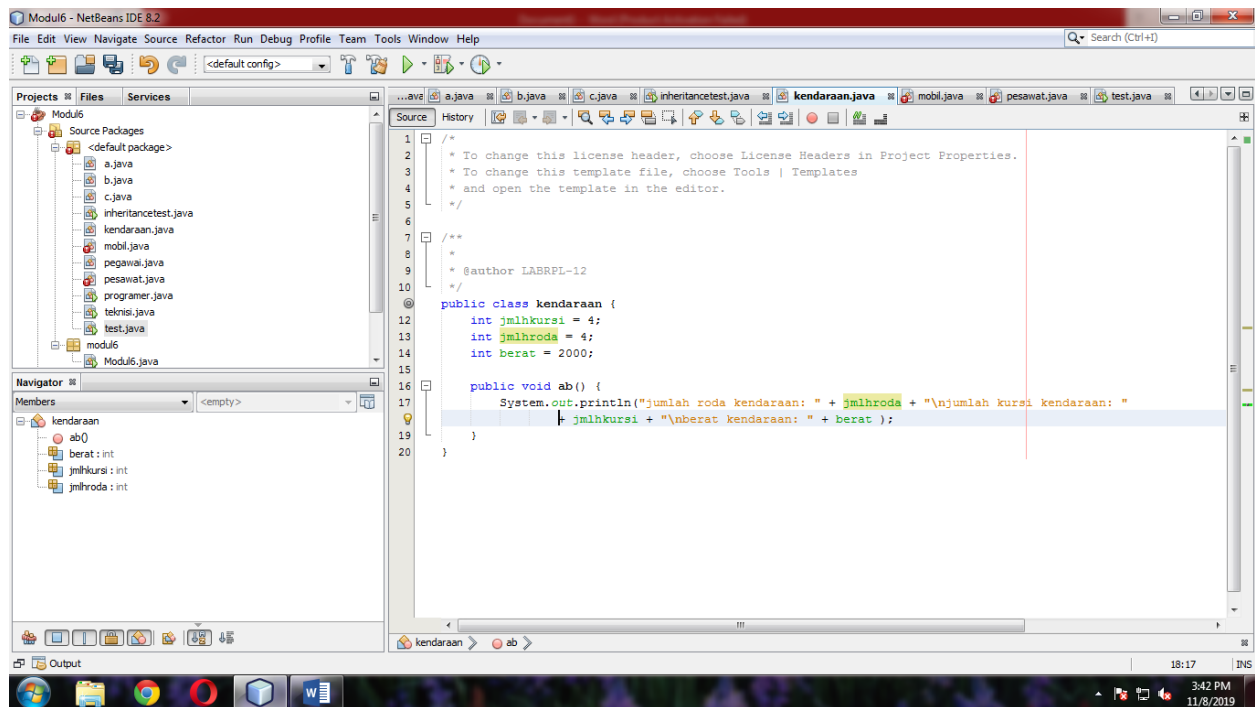 Modul6 - NetBeans IDE 8.2
File Edit View Navigate Source Refactor Run Debug Profile Team Tools Window Help
Search (Ctrl+I)
<default config>
Projects Files Services
Modul6
Source Packages
<default package>
a.java
b.java
c.java
inheritancetest.java
kendaraan.java
mobil.java
pegawai.java
pesawat.java
programer.java
teknisi.java
test.java
modul6
Modul6.java
Navigator
Members <empty>
kendaraan
ab()
berat : int
jmlhkursi : int
jmlhroda : int
...ave a.java b.java c.java inheritancetest.java kendaraan.java mobil.java pesawat.java test.java
Source History
1 /*
2 * To change this license header, choose License Headers in Project Properties.
3 * To change this template file, choose Tools | Templates
4 * and open the template in the editor.
5 */
6
7 /**
8 *
9 * @author LABRPL-12
10 */
public class kendaraan {
12 int jmlhkursi = 4;
13 int jmlhroda = 4;
14 int berat = 2000;
15
16 public void ab() {
17 System.out.println("jumlah roda kendaraan: " + jmlhroda + "\njumlah kursi kendaraan: "
+ jmlhkursi + "\nberat kendaraan: " + berat );
19 }
20 }
kendaraan ab
Output
18:17 INS
3:42 PM
11/8/2019